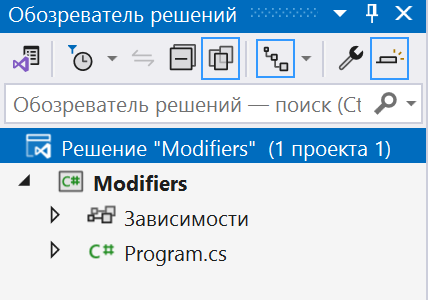 Обозреватель решений
Обозреватель решений — поиск (Ct
Решение "Modifiers" (1 проекта 1)
C# Modifiers
Зависимости
C# Program.cs